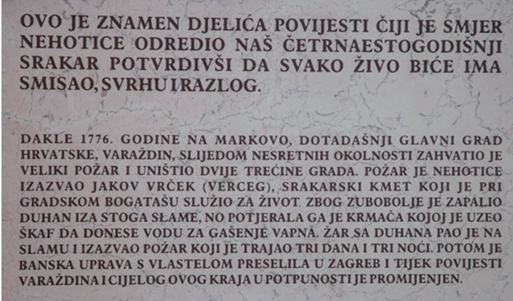 OVO JE ZNAMEN DJELIĆA POVIJESTI ČIJI JE SMJER
NEHOTICE ODREDIO NAŠ ČETRNAESTOGODIŠNJI
SRAKAR POTVRDIVŠI DA SVAKO ŽIVO BIĆE IMA
SMISAO, SVRHU I RAZLOG.
DAKLE 1776. GODINE NA MARKOVO, DOTADAŠNJI GLAVNI GRAD
HRVATSKE, VARAŽDIN, SLIJEDOM NESRETNIH OKOLNOSTI ZAHVATIO JE
VELIKI POŽAR I UNIŠTIO DVIJE TREĆINE GRADA. POŽAR JE NEHOTICE
IZAZVAO JAKOV VRČEK (VERCEG), SRAKARSKI KMET KOJI JE PRI
GRADSKOM BOGATAŠU SLUŽIO ZA ŽIVOT. ZBOG ZUBOBOLJE JE ZAPALIO
DUHAN IZA STOGA SLAME, NO POTJERALA GA JE KRMAČA KOJOJ JE UZEO
ŠKAF DA DONESE VODU ZA GAŠENJE VAPNA. ŽAR SA DUHANA PAO JE NA
SLAMU I IZAZVAO POŽAR KOJI JE TRAJAO TRI DANA I TRI NOĆI. POTOM JE
BANSKA UPRAVA S VLASTELOM PRESELILA U ZAGREB I TIJEK POVIJESTI
VARAŽDINA I CIJELOG OVOG KRAJA U POTPUNOSTI JE PROMIJENJEN.